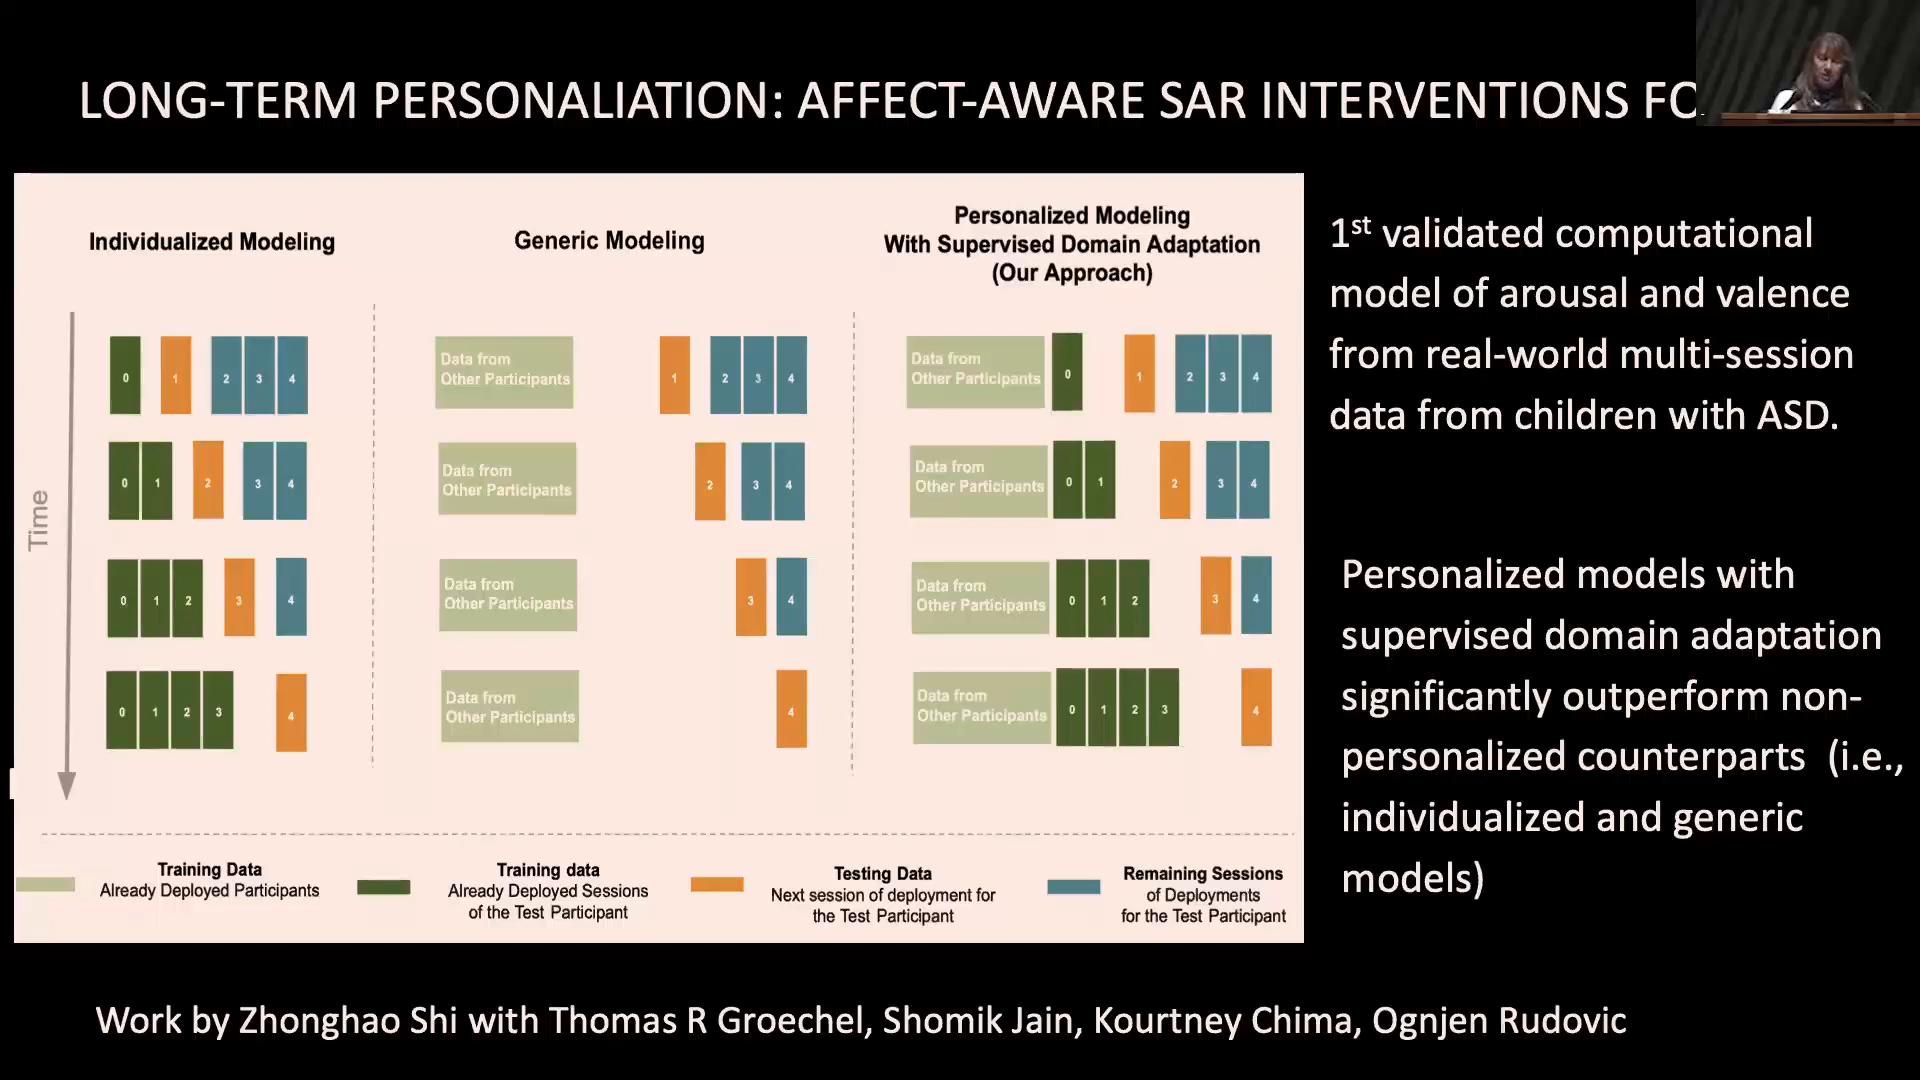 LONG-TERM PERSONALIATION: AFFECT-AWARE SAR INTERVENTIONS
Individualized Modeling
Generic Modeling
Personalized Modeling
With Supervised Domain Adaptation
(Our Approach)
Time
0 1 2 3 4
Data from
Other Participants
1 2 3 4
Data from
Other Participants
0 1 2 3 4
0 1 2 3 4
Data from
Other Participants
2 3 4
Data from
Other Participants
0 1 2 3 4
0 1 2 3 4
Data from
Other Participants
3 4
Data from
Other Participants
0 1 2 3 4
0 1 2 3 4
Data from
Other Participants
4
Data from
Other Participants
0 1 2 3 4
Training Data
Already Deployed Participants
Training data
Already Deployed Sessions
of the Test Participant
Testing Data
Next session of deployment for
the Test Participant
Remaining Sessions
of Deployments
for the Test Participant
1st validated computational
model of arousal and valence
from real-world multi-session
data from children with ASD.
Personalized models with
supervised domain adaptation
significantly outperform non-
personalized counterparts (i.e.,
individualized and generic
models)
Work by Zhonghao Shi with Thomas R Groechel, Shomik Jain, Kourtney Chima, Ognjen Rudovic